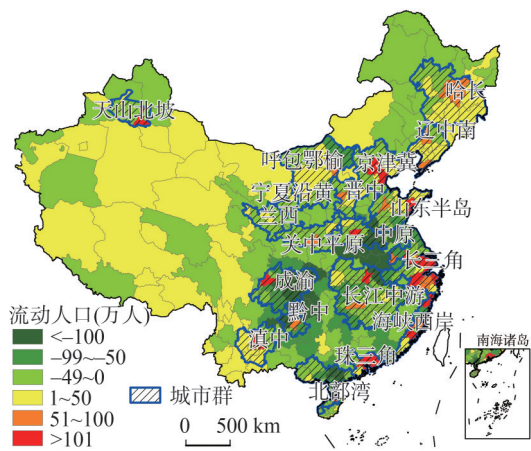 哈长
天山北坡
辽中南
呼包鄂榆
京津冀
宁夏沿黄
晋中
山东半岛
兰西
关中平原
中原
长三角
成渝
长江中游
黔中
海峡西岸
滇中
珠三角
北部湾
流动人口(万人)
<–100
–99~–50
–49~0
1~50
51~100
>101
城市群
0 500 km
南海诸岛